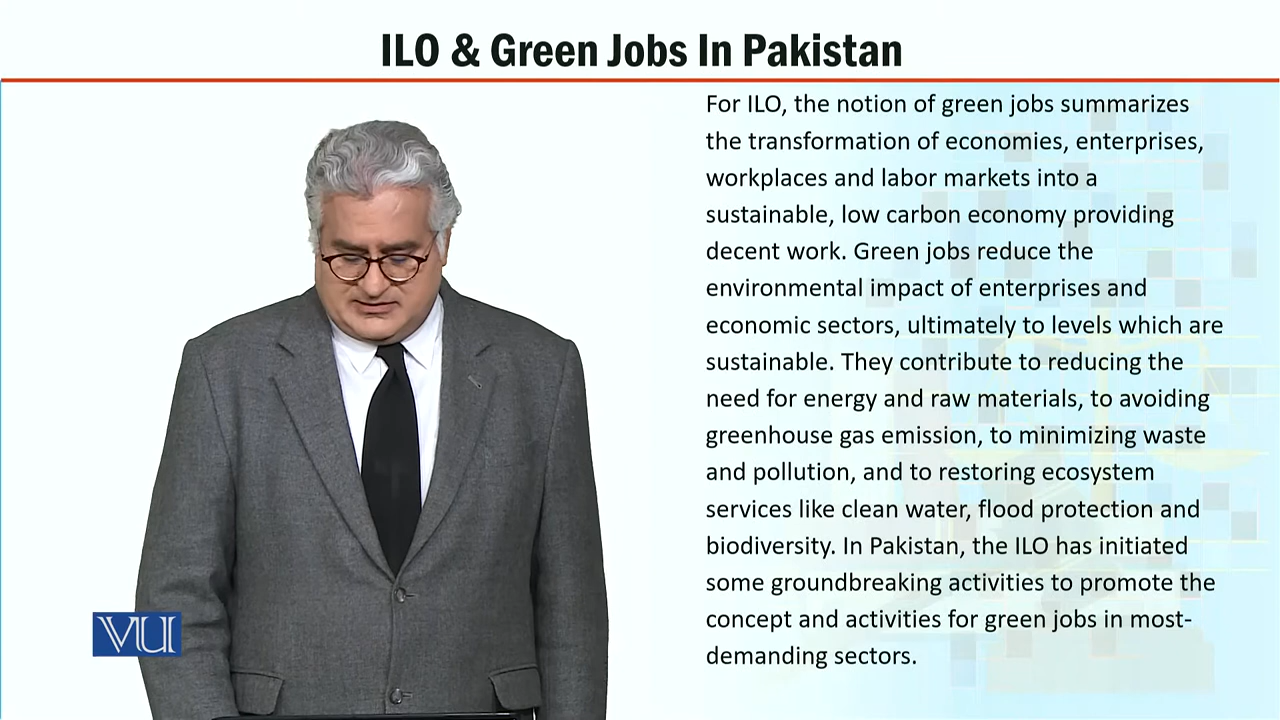 ILO & Green Jobs In Pakistan
For ILO, the notion of green jobs summarizes
the transformation of economies, enterprises,
workplaces and labor markets into a
sustainable, low carbon economy providing
decent work. Green jobs reduce the
environmental impact of enterprises and
economic sectors, ultimately to levels which are
sustainable. They contribute to reducing the
need for energy and raw materials, to avoiding
greenhouse gas emission, to minimizing waste
and pollution, and to restoring ecosystem
services like clean water, flood protection and
biodiversity. In Pakistan, the ILO has initiated
some groundbreaking activities to promote the
concept and activities for green jobs in most-
demanding sectors.
VU